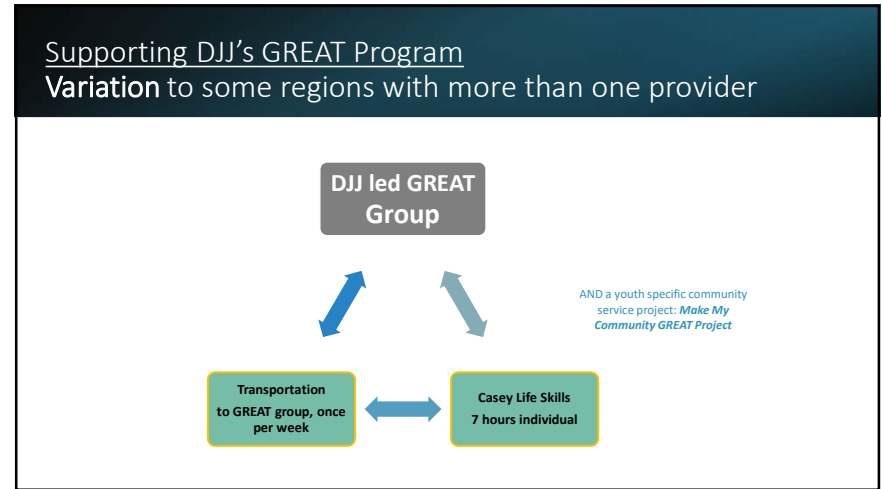 Supporting DJJ's GREAT Program
Variation to some regions with more than one provider
DJJ led GREAT
Group
AND a youth specific community
service project: Make My
Community GREAT Project
Transportation
to GREAT group, once
per week
Casey Life Skills
7 hours individual